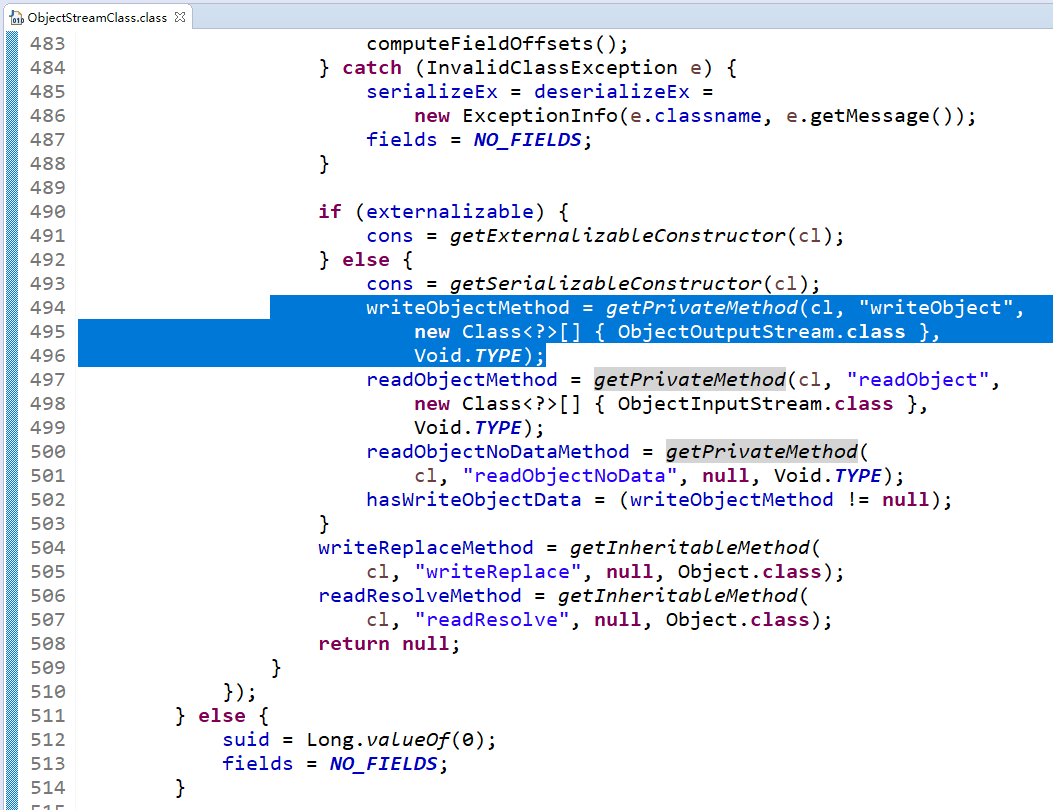 ObjectStreamClass.class
483 computeFieldOffsets();
484 } catch (InvalidClassException e) {
485 serializeEx = deserializeEx =
486 new ExceptionInfo(e.classname, e.getMessage());
487 fields = NO_FIELDS;
488 }
489
490 if (externalizable) {
491 cons = getExternalizableConstructor(cl);
492 } else {
493 cons = getSerializableConstructor(cl);
494 writeObjectMethod = getPrivateMethod(cl, "writeObject",
495 new Class<?>[] { ObjectOutputStream.class },
496 Void.TYPE);
497 readObjectMethod = getPrivateMethod(cl, "readObject",
498 new Class<?>[] { ObjectInputStream.class },
499 Void.TYPE);
500 readObjectNoDataMethod = getPrivateMethod(
501 cl, "readObjectNoData", null, Void.TYPE);
502 hasWriteObjectData = (writeObjectMethod != null);
503 }
504 writeReplaceMethod = getInheritableMethod(
505 cl, "writeReplace", null, Object.class);
506 readResolveMethod = getInheritableMethod(
507 cl, "readResolve", null, Object.class);
508 return null;
509 }
510 });
511 } else {
512 suid = Long.valueOf(0);
513 fields = NO_FIELDS;
514 }